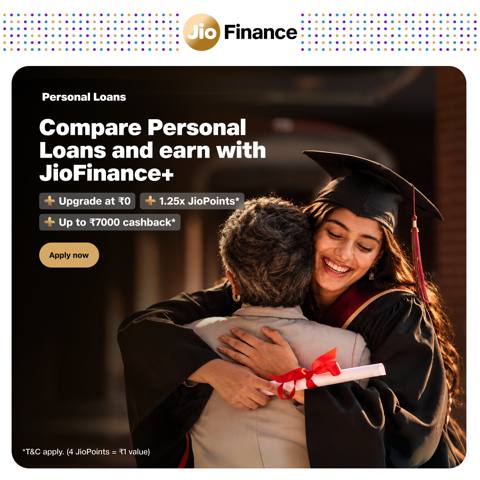 Jio Finance
Personal Loans
Compare Personal
Loans and earn with
JioFinance+
Upgrade at ₹0
1.25x JioPoints*
Up to ₹7000 cashback*
Apply now
*T&C apply. (4 JioPoints = ₹1 value)